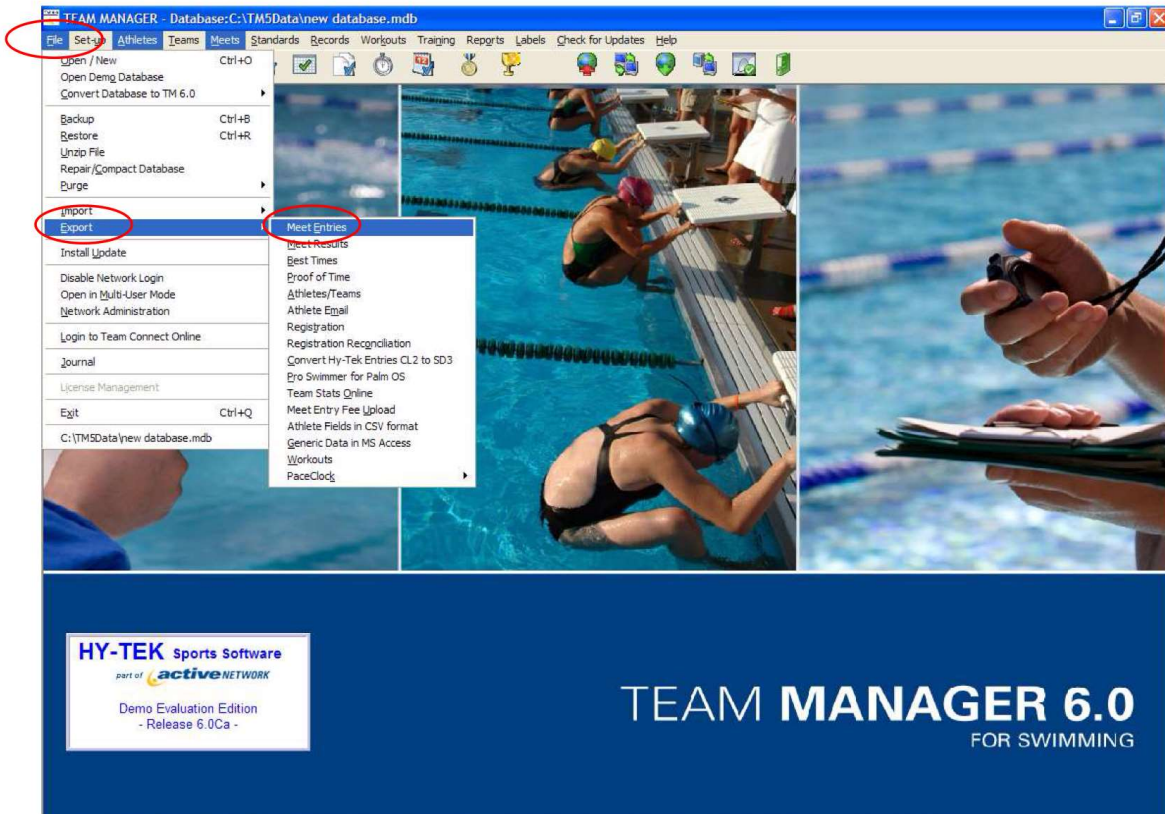 TEAM MANAGER - Database:C:\TM5Data\new database.mdb
File Set-up Athletes Teams Meets Standards Records Workouts Training Reports Labels Check for Updates Help
Open / New Ctrl+O
Open Demo Database
Convert Database to TM 6.0
Backup Ctrl+B
Restore Ctrl+R
Unzip File
Repair/Compact Database
Purge
Import
Export
Install Update
Disable Network Login
Open in Multi-User Mode
Network Administration
Login to Team Connect Online
Journal
License Management
Exit Ctrl+Q
C:\TM5Data\new database.mdb
Meet Entries
Meet Results
Best Times
Proof of Time
Athletes/Teams
Athlete Email
Registration
Registration Reconciliation
Convert Hy-Tek Entries CL2 to SD3
Pro Swimmer for Palm OS
Team Stats Online
Meet Entry Fee Upload
Athlete Fields in CSV format
Generic Data in MS Access
Workouts
PaceClock
HY-TEK Sports Software
part of active NETWORK
Demo Evaluation Edition
- Release 6.0Ca -
TEAM MANAGER 6.0
FOR SWIMMING